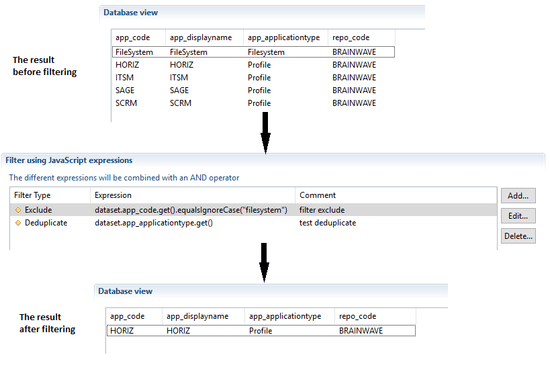 Database view
app_code app_displayname app_applicationtype repo_code
The result
before filtering
FileSystem FileSystem Filesystem BRAINWAVE
HORIZ HORIZ Profile BRAINWAVE
ITSM ITSM Profile BRAINWAVE
SAGE SAGE Profile BRAINWAVE
SCRM SCRM Profile BRAINWAVE
Filter using JavaScript expressions
The different expressions will be combined with an AND operator
Filter Type Expression Comment
Exclude dataset.app_code.get().equalsIgnoreCase("filesystem") filter exclude
Deduplicate dataset.app_applicationtype.get() test deduplicate
Add...
Edit...
Delete...
Database view
The result
after filtering
app_code app_displayname app_applicationtype repo_code
HORIZ HORIZ Profile BRAINWAVE